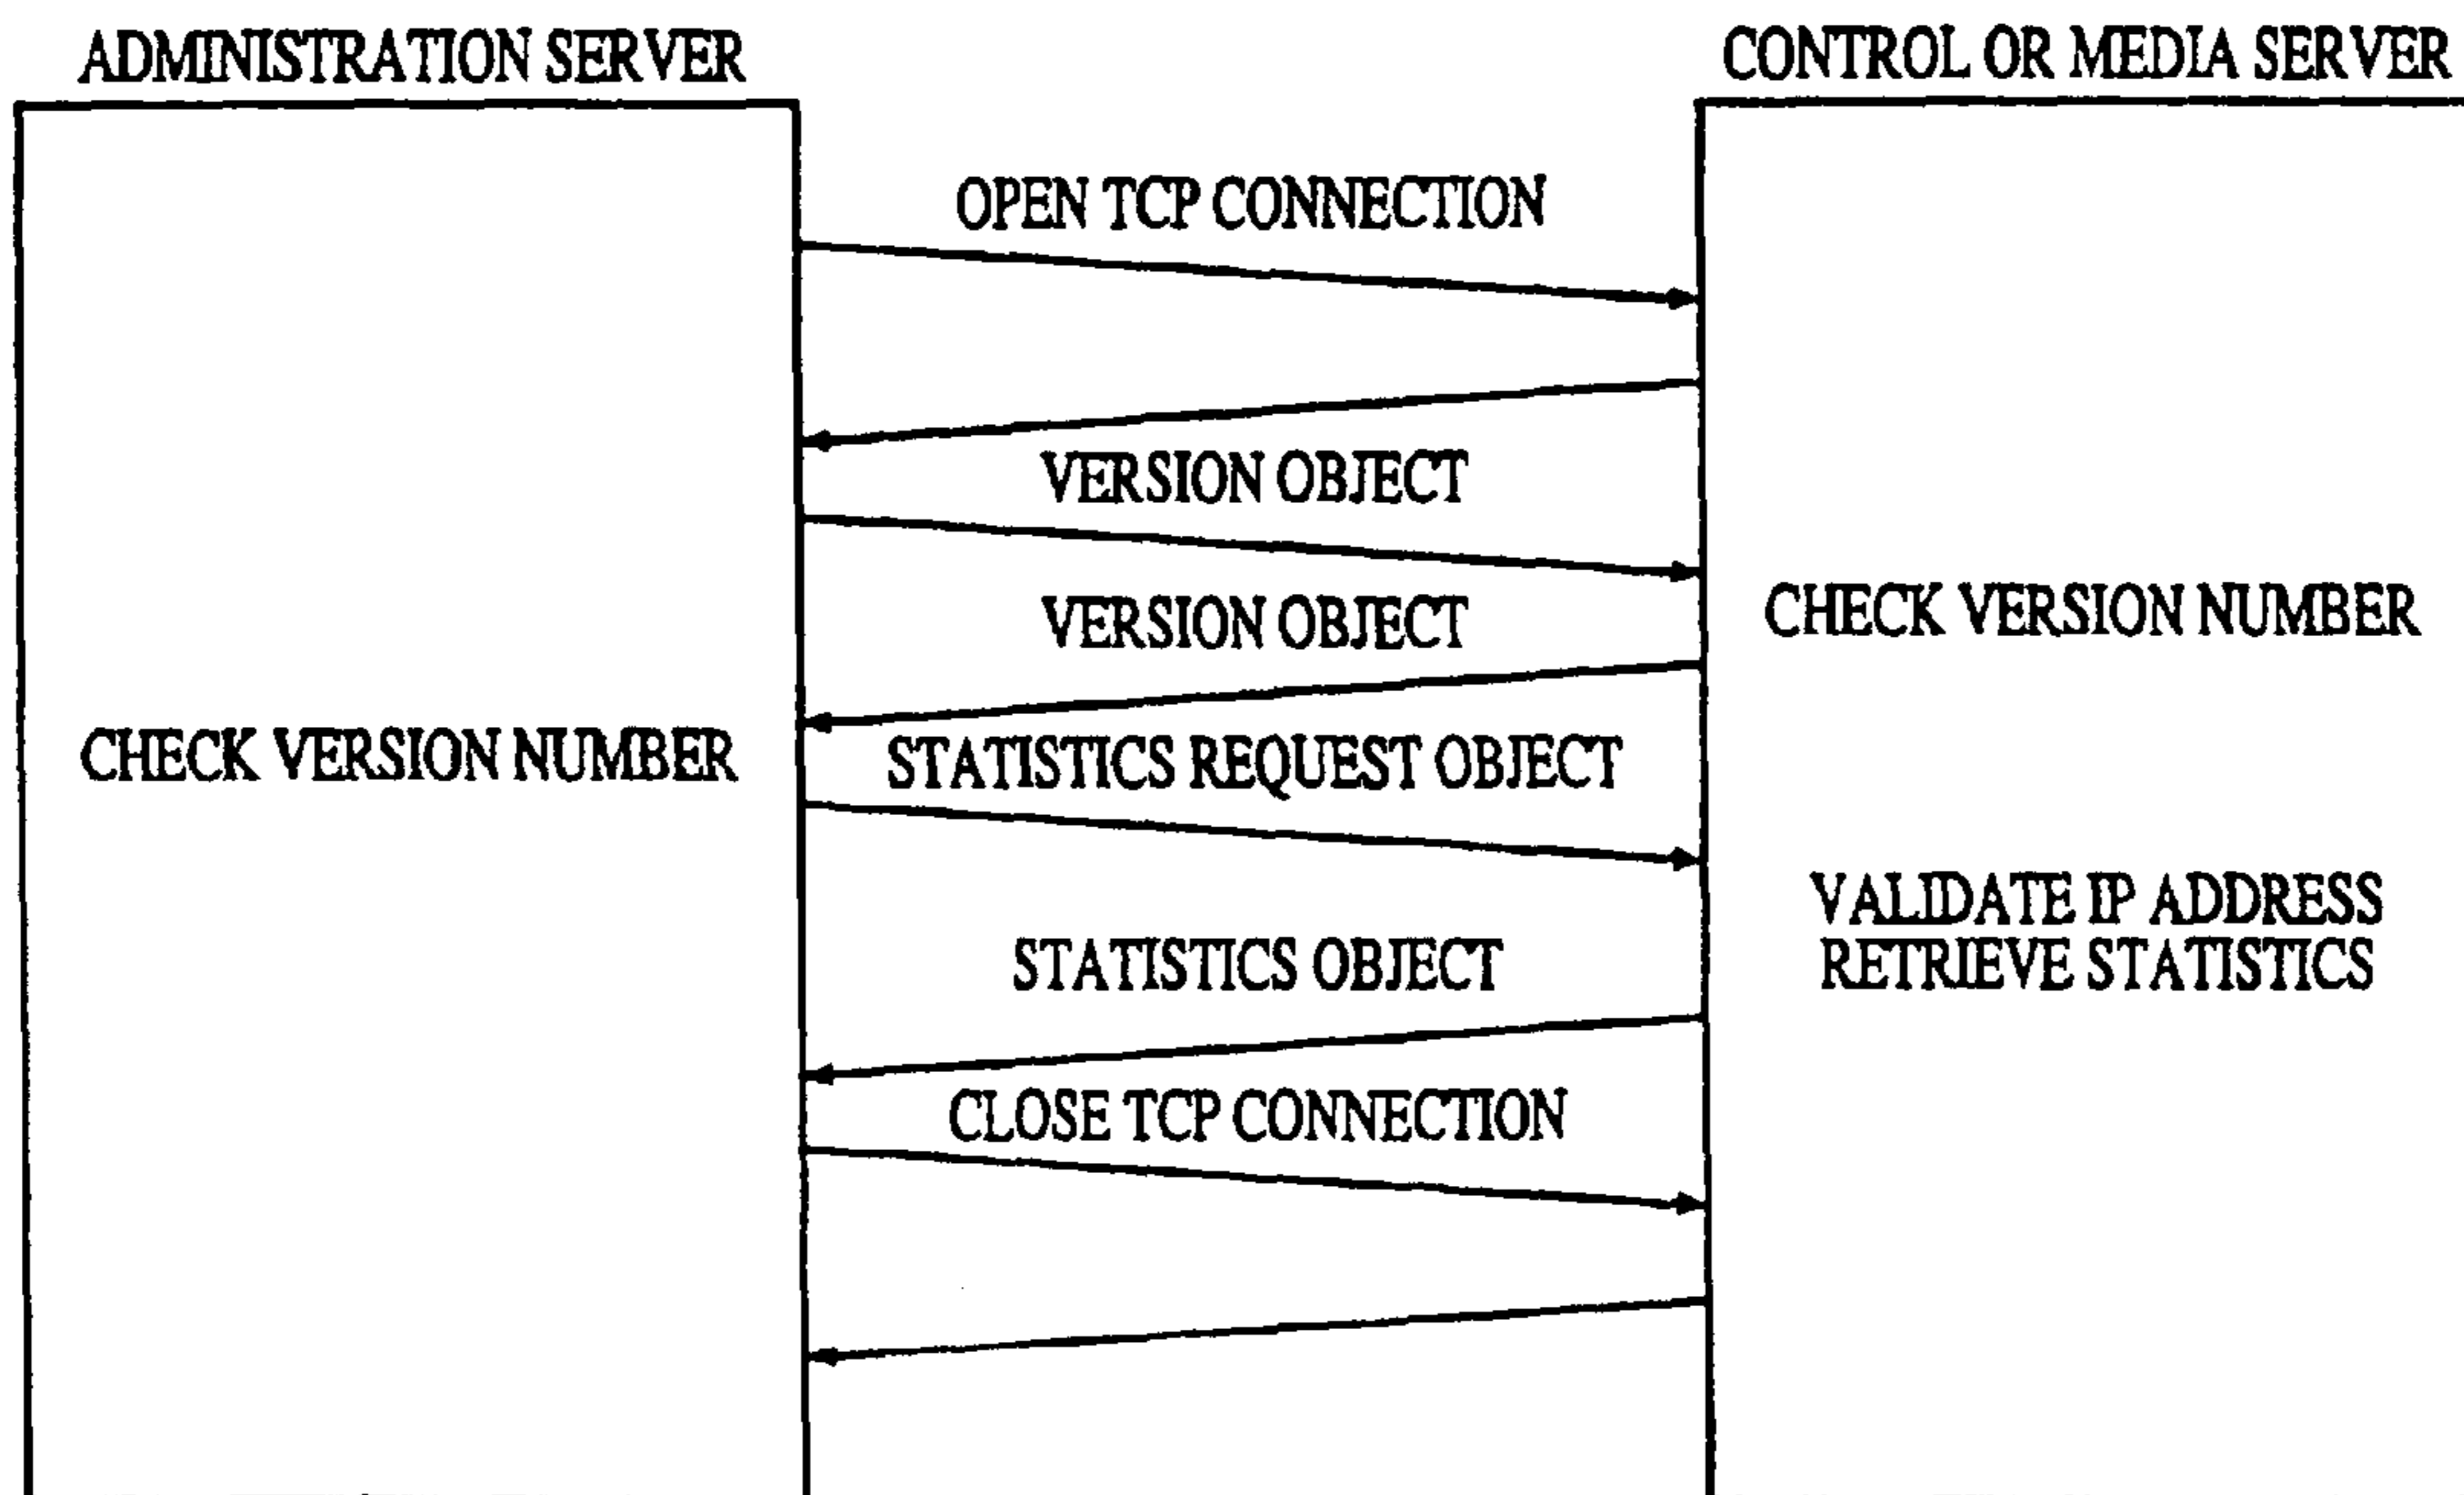 ADMINISTRATION SERVER
CONTROL OR MEDIA SERVER
OPEN TCP CONNECTION
VERSION OBJECT
VERSION OBJECT
CHECK VERSION NUMBER
CHECK VERSION NUMBER
STATISTICS REQUEST OBJECT
VALIDATE IP ADDRESS
RETRIEVE STATISTICS
STATISTICS OBJECT
CLOSE TCP CONNECTION